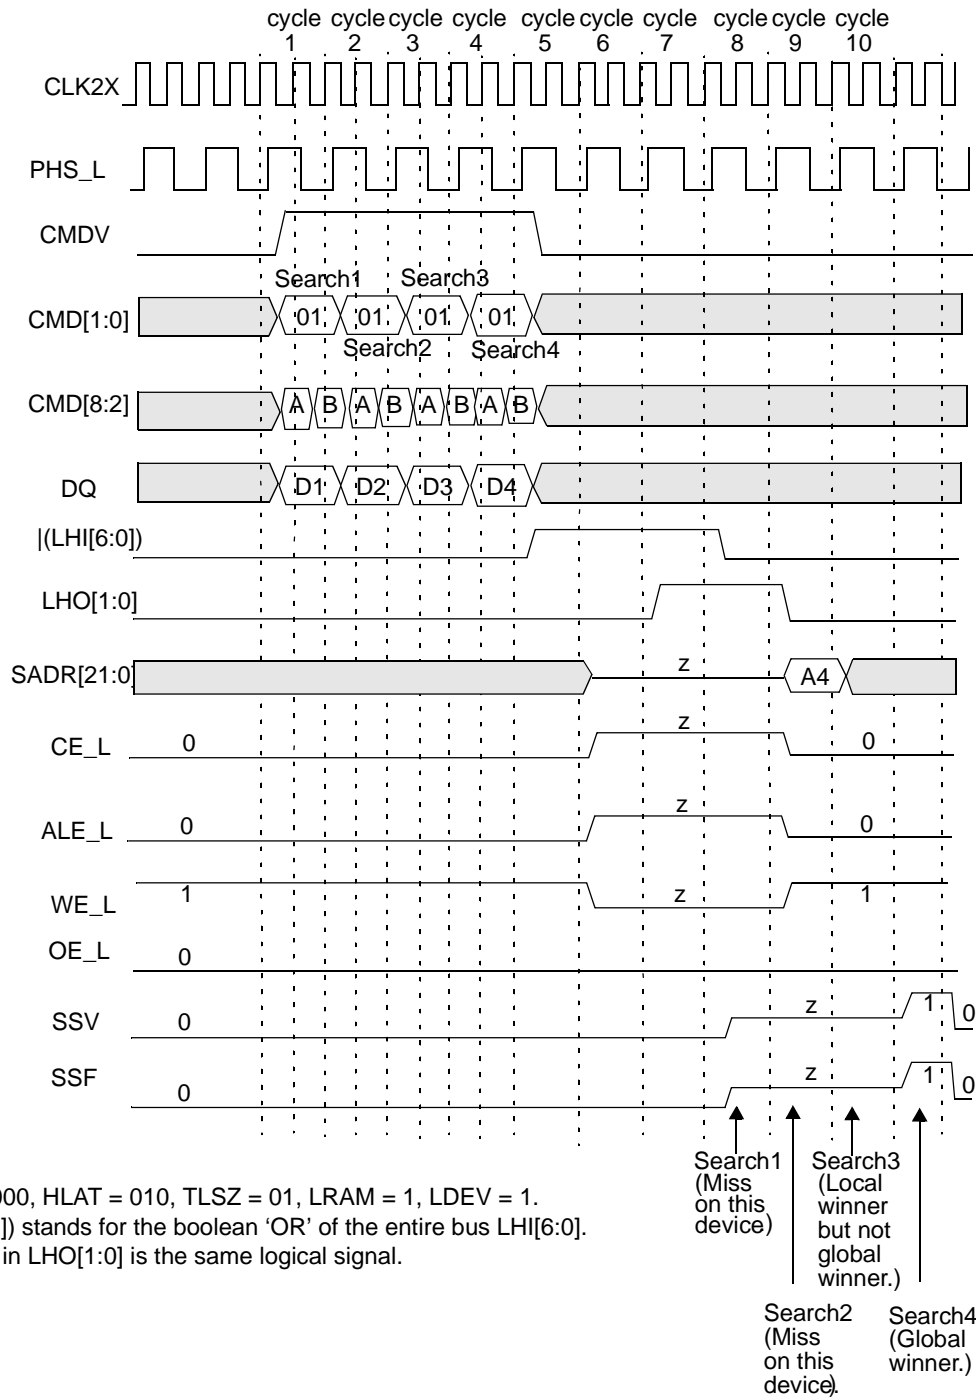 cycle cycle cycle cycle cycle cycle cycle cycle cycle cycle
1 2 3 4 5 6 7 8 9 10
CLK2X
PHS_L
CMDV
Search1 Search3
CMD[1:0] 01 01 01 01
Search2 Search4
CMD[8:2] A B A B A B A B
DQ D1 D2 D3 D4
|(LHI[6:0])
LHO[1:0]
SADR[21:0] z A4
CE_L 0 z 0
ALE_L 0 z 0
WE_L 1 z 1
OE_L 0
SSV 0 z 1 0
SSF 0 z 1 0
Search1
(Miss
on this
device)
Search3
(Local
winner
but not
global
winner.)
00, HLAT = 010, TLSZ = 01, LRAM = 1, LDEV = 1.
]) stands for the boolean ‘OR’ of the entire bus LHI[6:0].
in LHO[1:0] is the same logical signal.
Search2
(Miss
on this
device).
Search4
(Global
winner.)